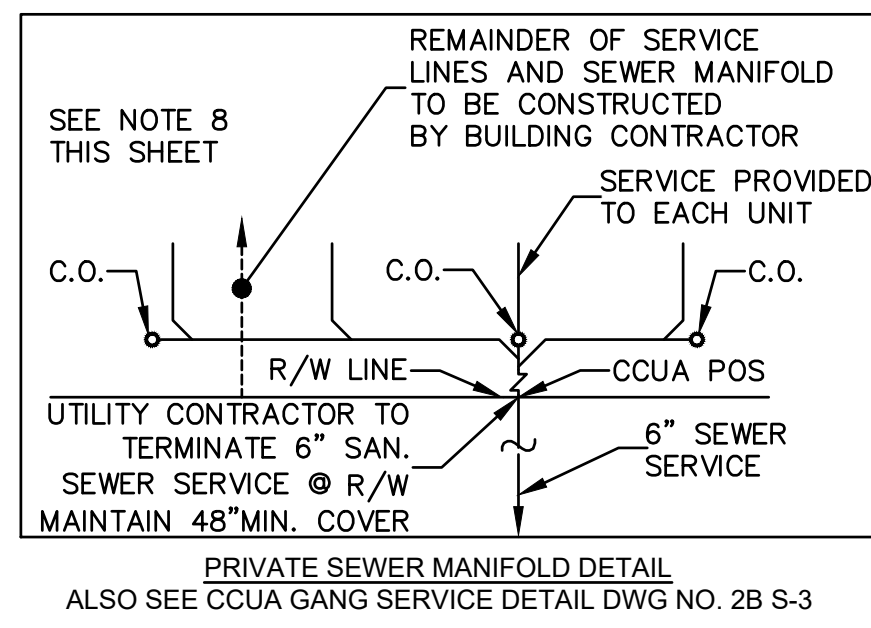 REMAINDER OF SERVICE
LINES AND SEWER MANIFOLD
TO BE CONSTRUCTED
BY BUILDING CONTRACTOR
SEE NOTE 8
THIS SHEET
SERVICE PROVIDED
TO EACH UNIT
C.O.
C.O.
C.O.
R/W LINE
CCUA POS
UTILITY CONTRACTOR TO
TERMINATE 6" SAN.
SEWER SERVICE @ R/W
MAINTAIN 48"MIN. COVER
6" SEWER
SERVICE
PRIVATE SEWER MANIFOLD DETAIL
ALSO SEE CCUA GANG SERVICE DETAIL DWG NO. 2B S-3